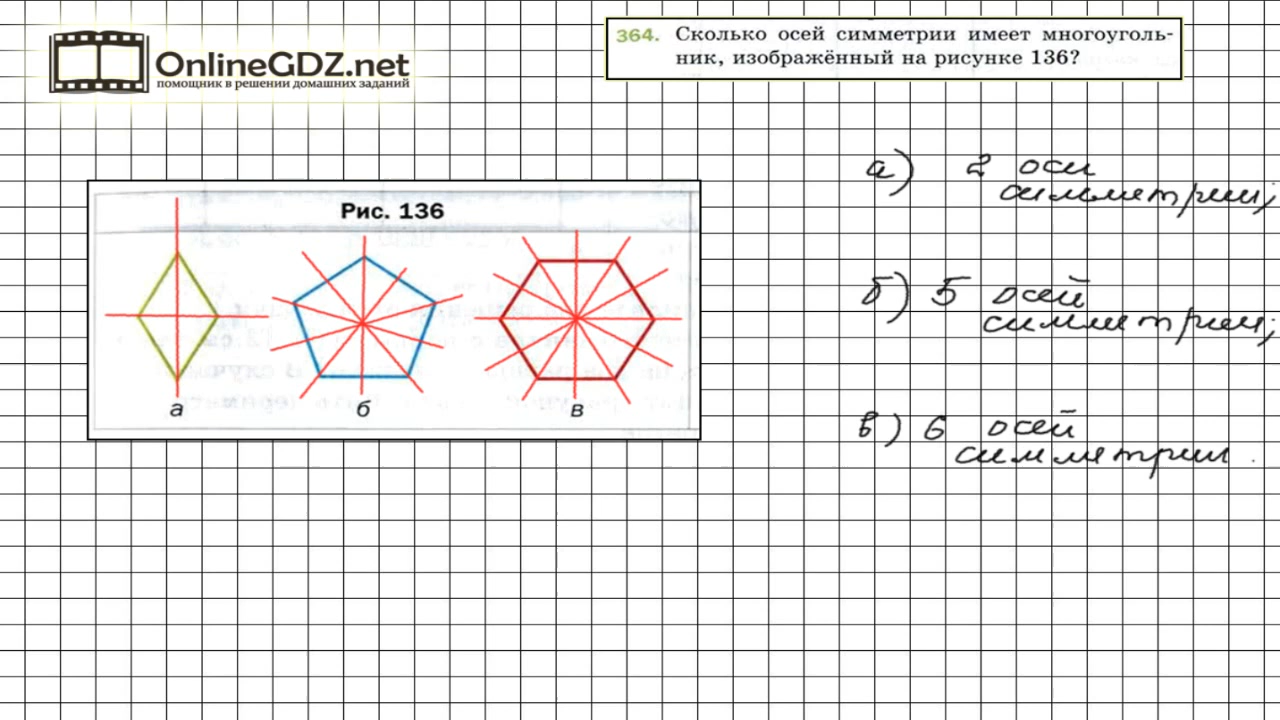 OnlineGDZ.net
помощник в решении домашних заданий
364. Сколько осей симметрии имеет многоуголь-
ник, изображённый на рисунке 136?
Рис. 136
а
б
в
а) 2 оси
симметрии;
б) 5 осей
симметрии;
в) 6 осей
симметрии.